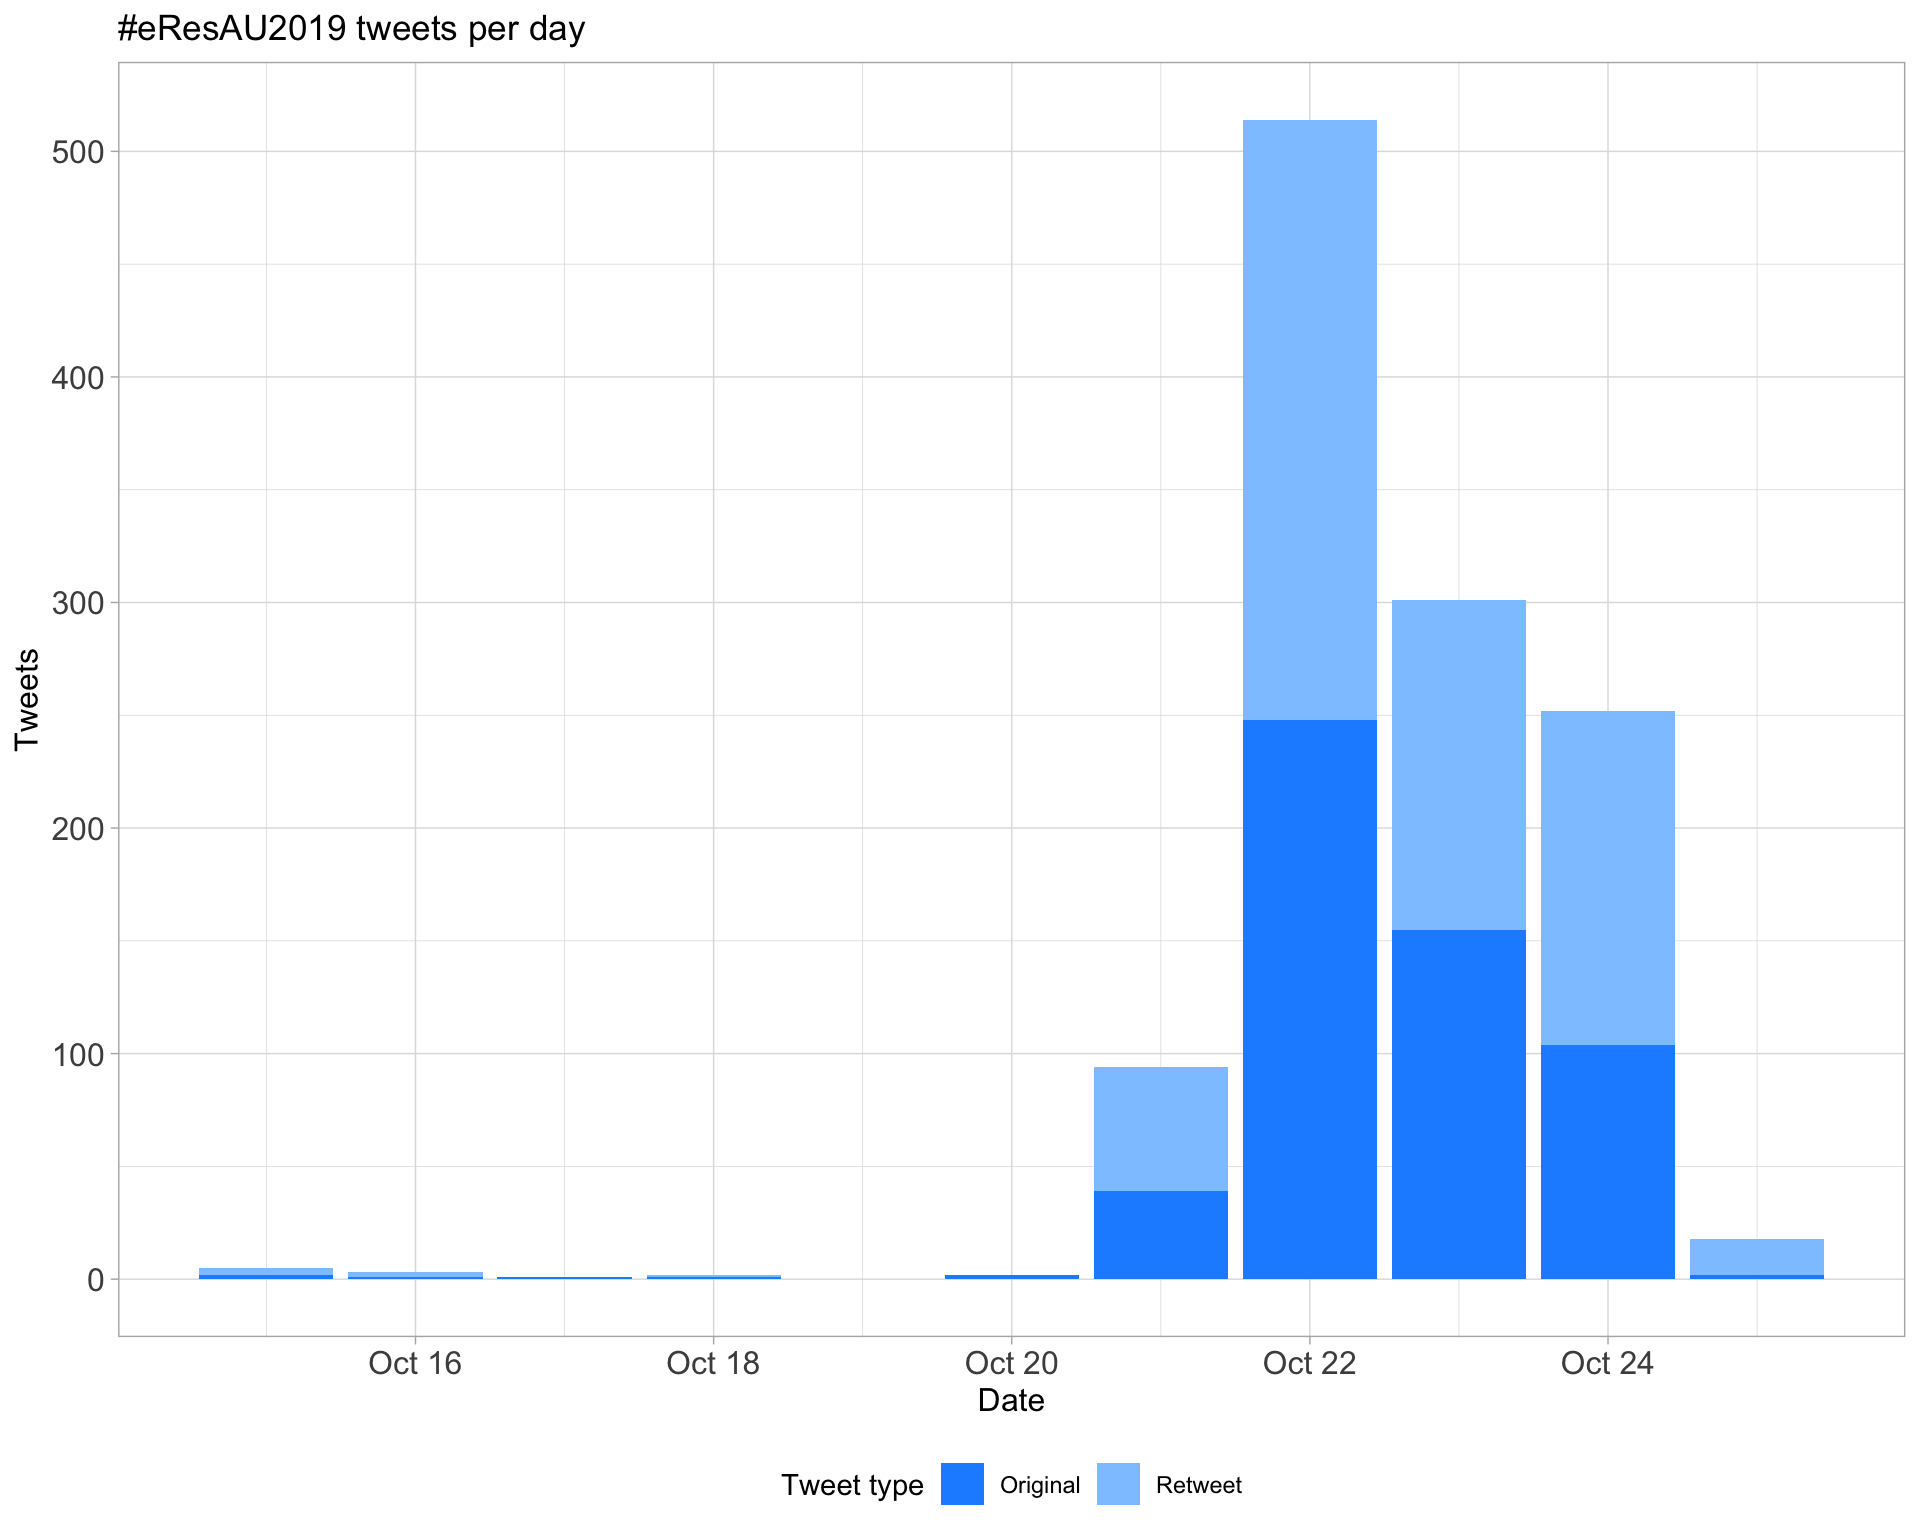 #eResAU2019 tweets per day
500
400
300
200
100
0
Tweets
Oct 16 Oct 18 Oct 20 Oct 22 Oct 24
Date
Tweet type Original Retweet